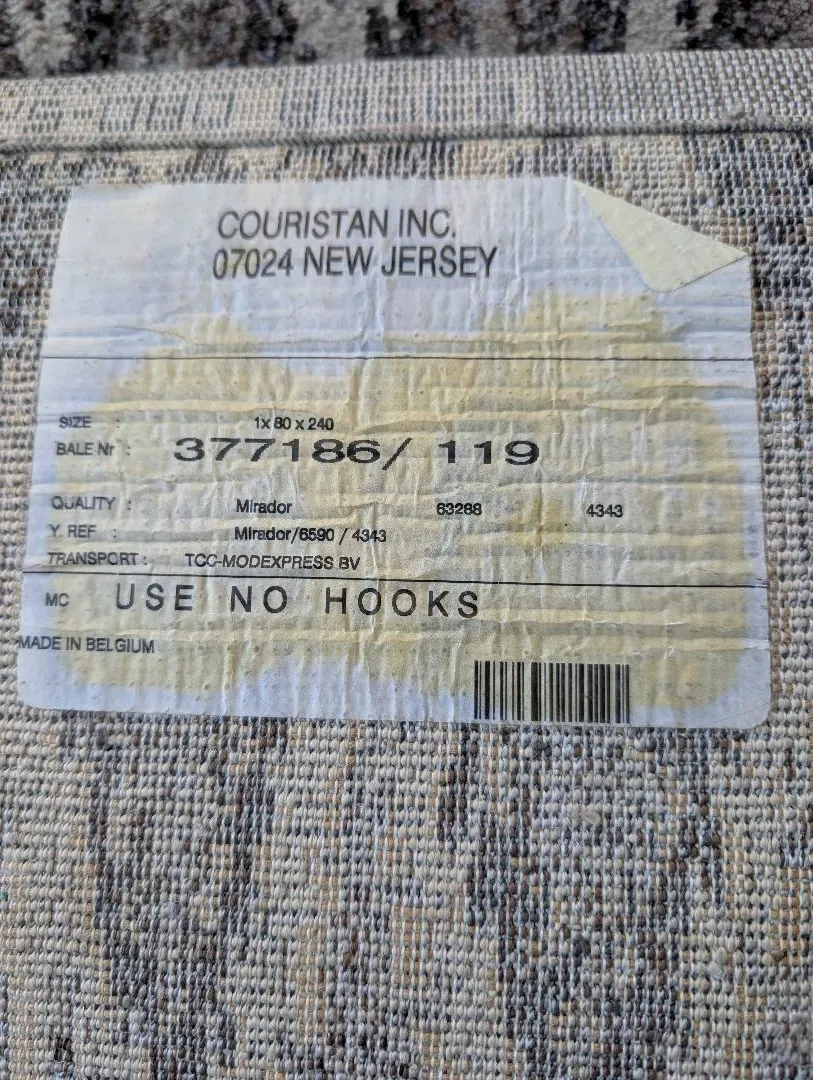 COURISTAN INC.
07024 NEW JERSEY
SIZE : 1x 80 x 240
BALE Nr : 377186/ 119
QUALITY : Mirador 63288 4343
Y. REF : Mirador/6590 / 4343
TRANSPORT : TCC-MODEXPRESS BV
MC USE NO HOOKS
MADE IN BELGIUM